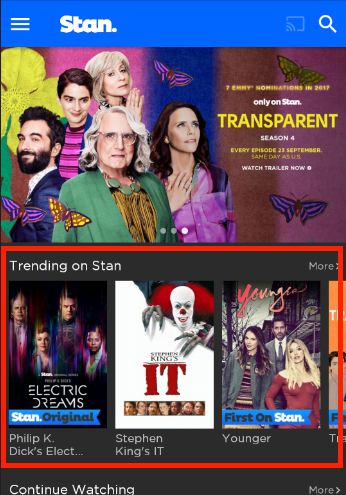 Stan.
7 EMMY® NOMINATIONS IN 2017
only on Stan.
TRANSPARENT
SEASON 4
EVERY EPISODE 23 SEPTEMBER.
SAME DAY AS U.S.
WATCH TRAILER NOW
Trending on Stan
More
PHILIP K. DICK'S
ELECTRIC
DREAMS
Stan.Original
STEPHEN
KING'S
IT
Younger
First On Stan.
Philip K.
Dick's Elect...
Stephen
King's IT
Younger
Tra
Continue Watching
More